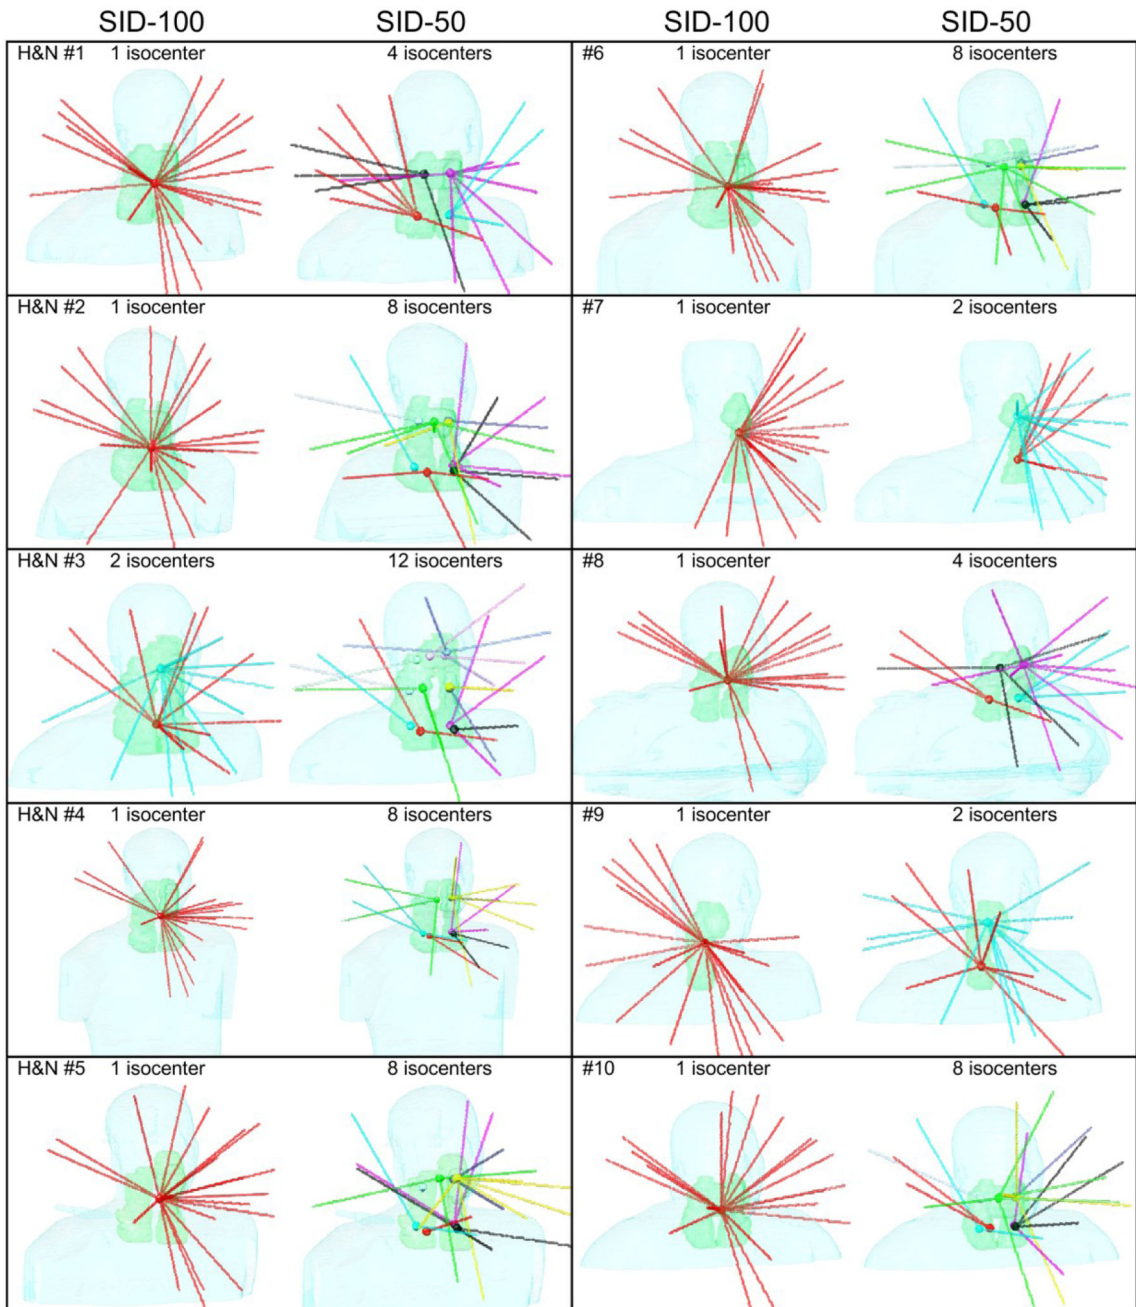 SID-100 SID-50 SID-100 SID-50
H&N #1 1 isocenter 4 isocenters #6 1 isocenter 8 isocenters
H&N #2 1 isocenter 8 isocenters #7 1 isocenter 2 isocenters
H&N #3 2 isocenters 12 isocenters #8 1 isocenter 4 isocenters
H&N #4 1 isocenter 8 isocenters #9 1 isocenter 2 isocenters
H&N #5 1 isocenter 8 isocenters #10 1 isocenter 8 isocenters